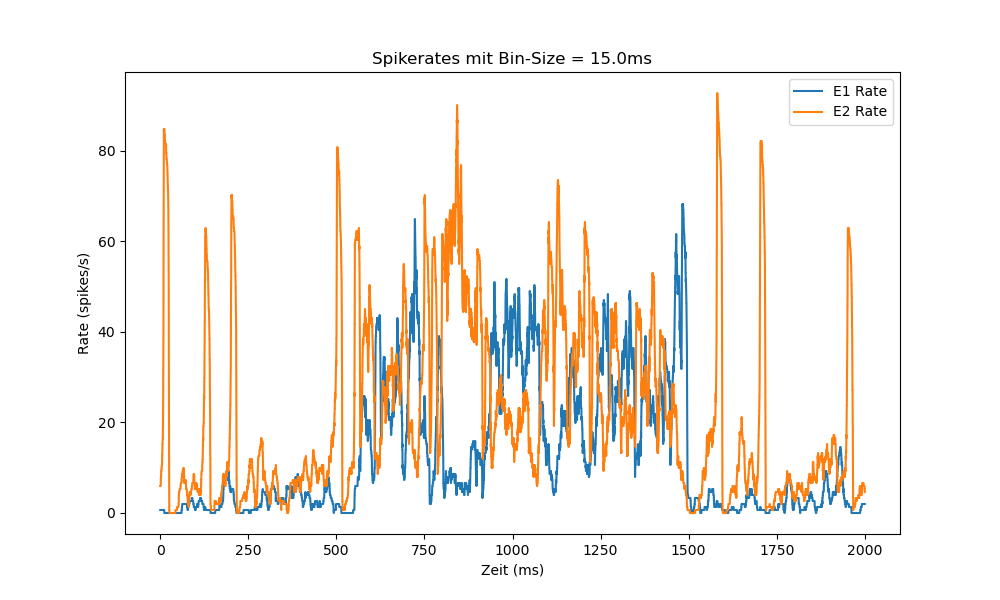 Spikerates mit Bin-Size = 15.0ms
E1 Rate
E2 Rate
Rate (spikes/s)
80
60
40
20
0
0 250 500 750 1000 1250 1500 1750 2000
Zeit (ms)